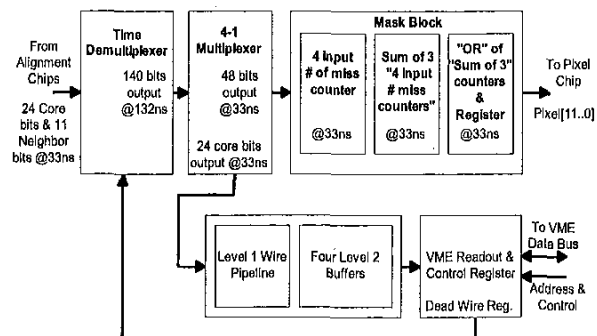 From
Alignment
Chips
24 Core
bits & 11
Neighbor
bits @33ns
Time
Demultiplexer
140 bits
output
@132ns
4-1
Multiplexer
48 bits
output
@33ns
24 core bits
output @33ns
Mask Block
4 Input
# of miss
counter
@33ns
Sum of 3
"4 Input
# miss
counters"
@33ns
"OR" of
"Sum of 3"
counters
&
Register
@33ns
To Pixel
Chip
Pixel[11..0]
Level 1 Wire
Pipeline
Four Level 2
Buffers
VME Readout &
Control Register
Dead Wire Reg.
To VME
Data Bus
Address &
Control